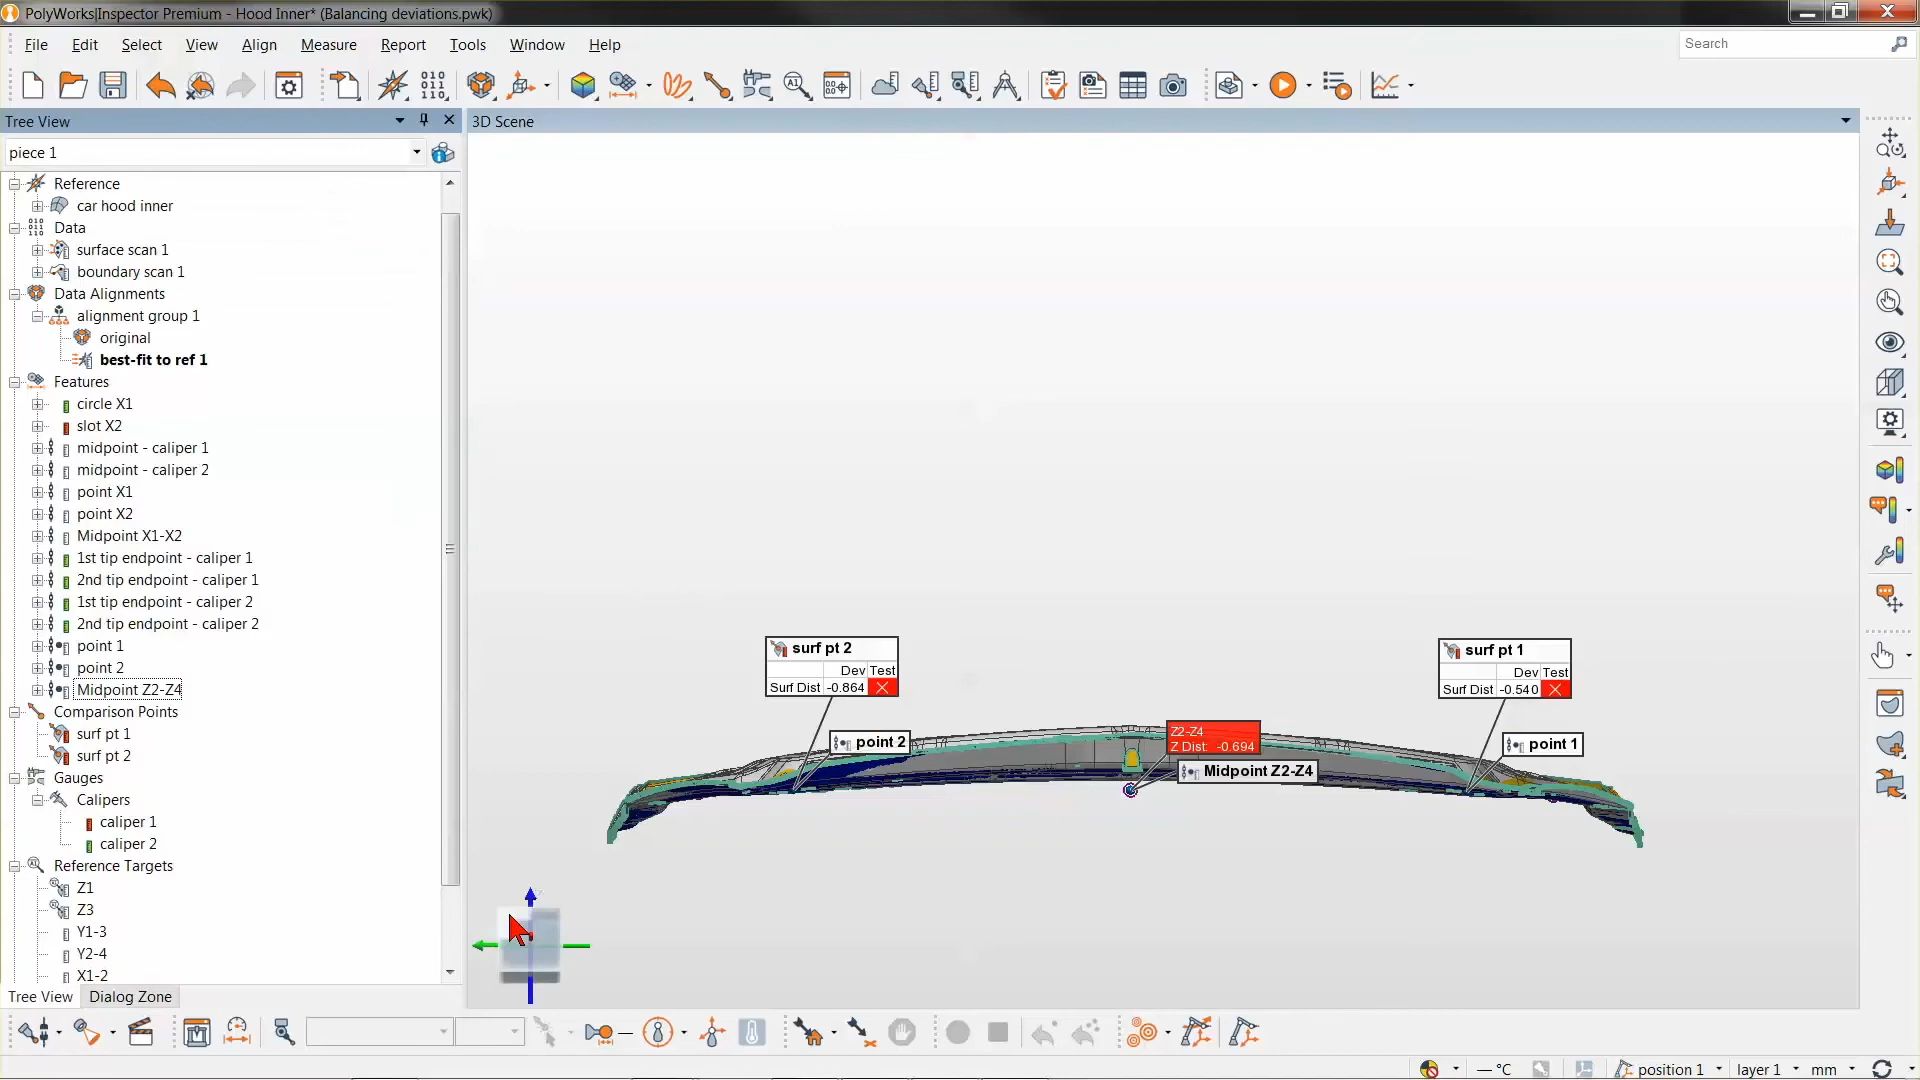 PolyWorks|Inspector Premium - Hood Inner* (Balancing deviations.pwk)
File Edit Select View Align Measure Report Tools Window Help
Search
Tree View
3D Scene
piece 1
Reference
car hood inner
Data
surface scan 1
boundary scan 1
Data Alignments
alignment group 1
original
best-fit to ref 1
Features
circle X1
slot X2
midpoint - caliper 1
midpoint - caliper 2
point X1
point X2
Midpoint X1-X2
1st tip endpoint - caliper 1
2nd tip endpoint - caliper 1
1st tip endpoint - caliper 2
2nd tip endpoint - caliper 2
point 1
point 2
Midpoint Z2-Z4
Comparison Points
surf pt 1
surf pt 2
Gauges
Calipers
caliper 1
caliper 2
Reference Targets
Z1
Z3
Y1-3
Y2-4
X1-2
Tree View Dialog Zone
surf pt 2
Dev Test
Surf Dist -0.864
point 2
Z2-Z4
Z Dist: -0.694
Midpoint Z2-Z4
surf pt 1
Dev Test
Surf Dist -0.540
point 1
— °C
position 1
layer 1
mm